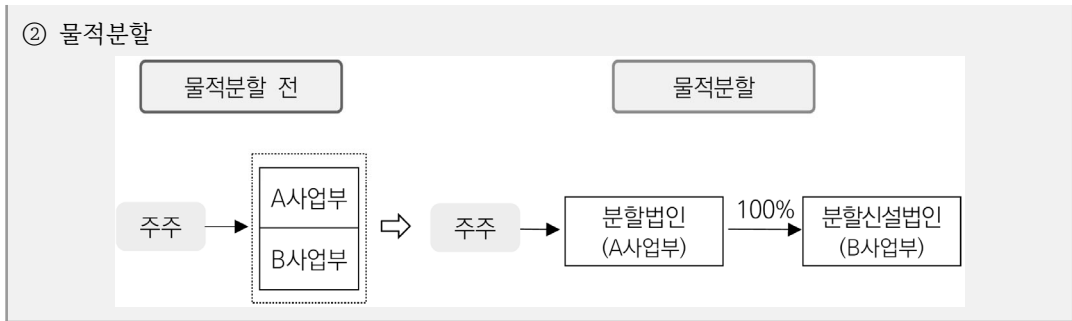 ② 물적분할
물적분할 전
물적분할
주주
A사업부
B사업부
주주
분할법인
(A사업부)
100%
분할신설법인
(B사업부)